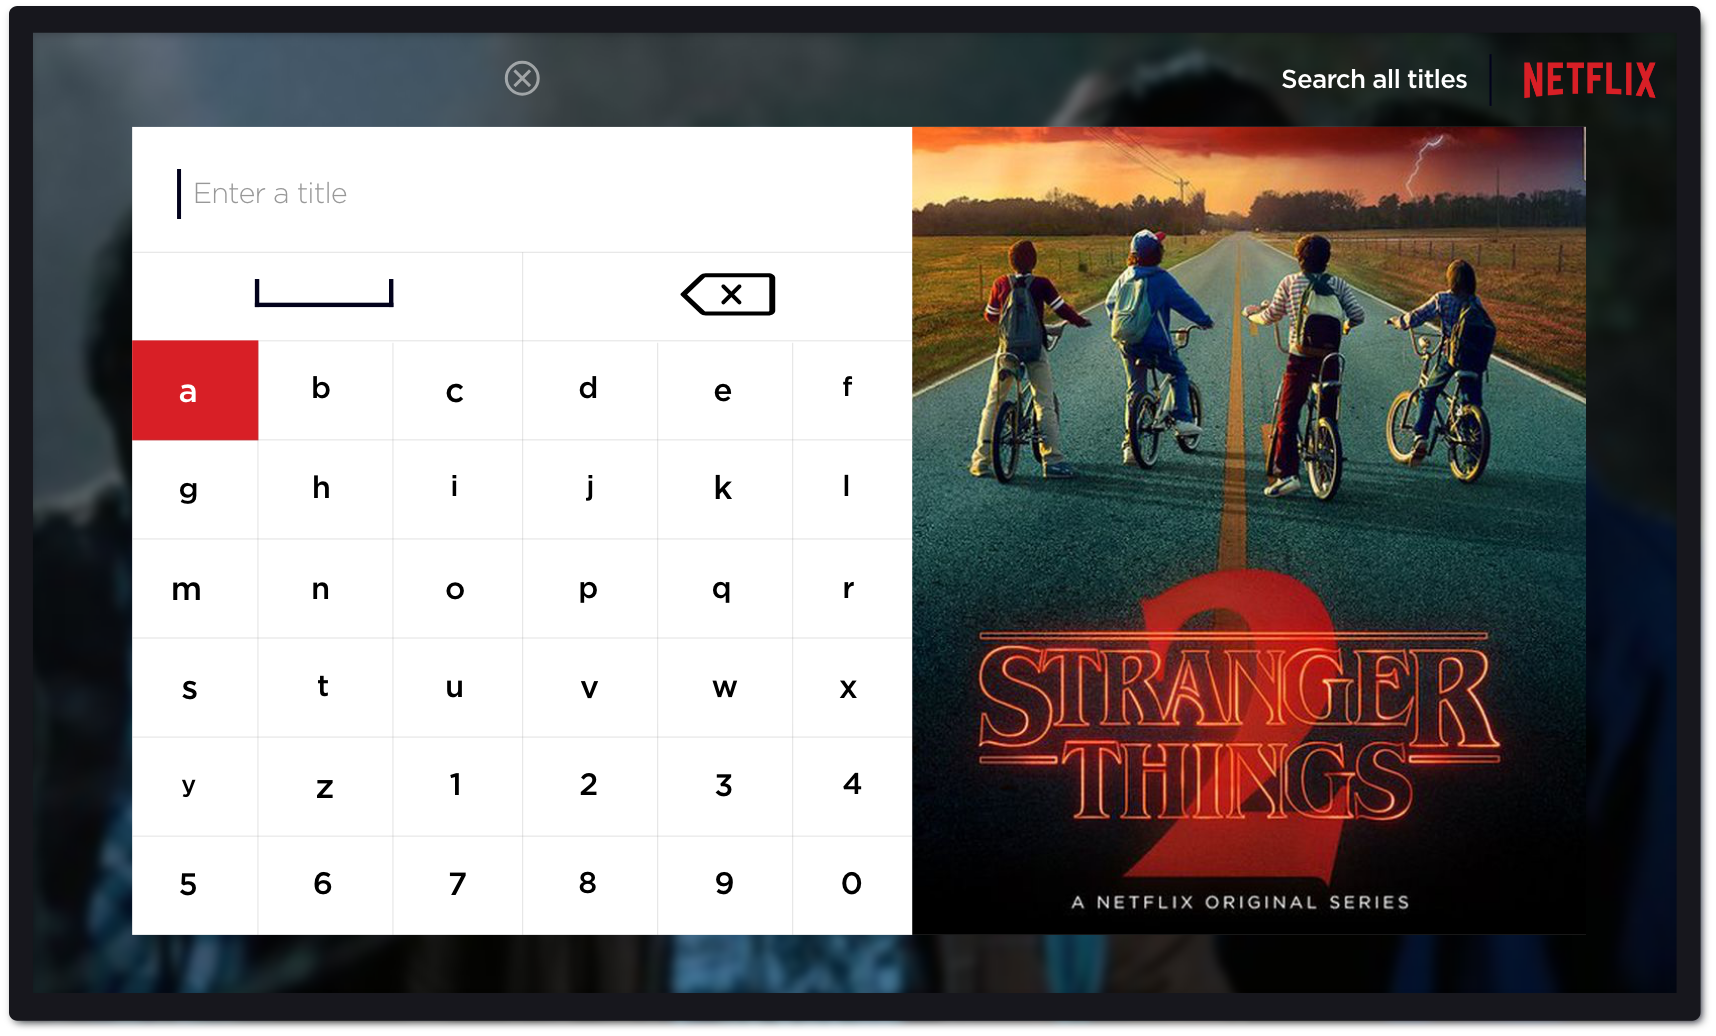 Search all titles
NETFLIX
Enter a title
a b c d e f
g h i j k l
m n o p q r
s t u v w x
y z 1 2 3 4
5 6 7 8 9 0
2
STRANGER
THINGS
A NETFLIX ORIGINAL SERIES